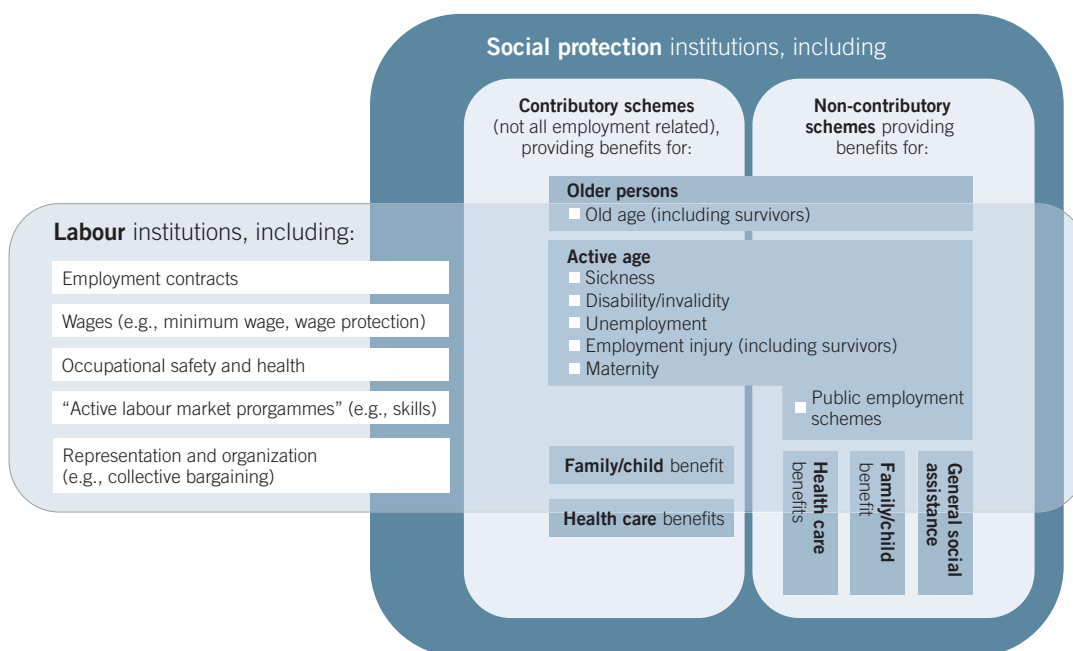 Social protection institutions, including
Contributory schemes
(not all employment related),
providing benefits for:
Non-contributory
schemes providing
benefits for:
Older persons
Old age (including survivors)
Labour institutions, including:
Employment contracts
Wages (e.g., minimum wage, wage protection)
Occupational safety and health
“Active labour market prorgammes” (e.g., skills)
Representation and organization
(e.g., collective bargaining)
Active age
Sickness
Disability/invalidity
Unemployment
Employment injury (including survivors)
Maternity
Public employment
schemes
Family/child benefit
Health care benefits
Health care
benefits
Family/child
benefit
General social
assistance